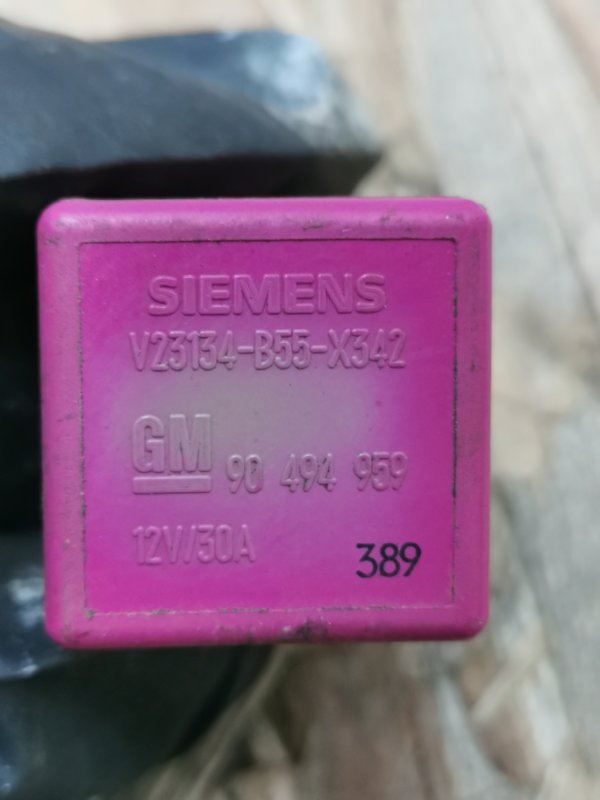 SIEMENS
V23134-B55-X342
GM 90 494 959
12V/30A 389